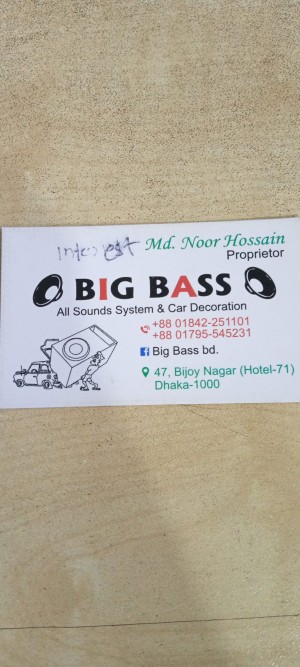 Md. Noor Hossain
Proprietor
BIG BASS
All Sounds System & Car Decoration
+88 01842-251101
+88 01795-545231
Big Bass bd.
47, Bijoy Nagar (Hotel-71)
Dhaka-1000